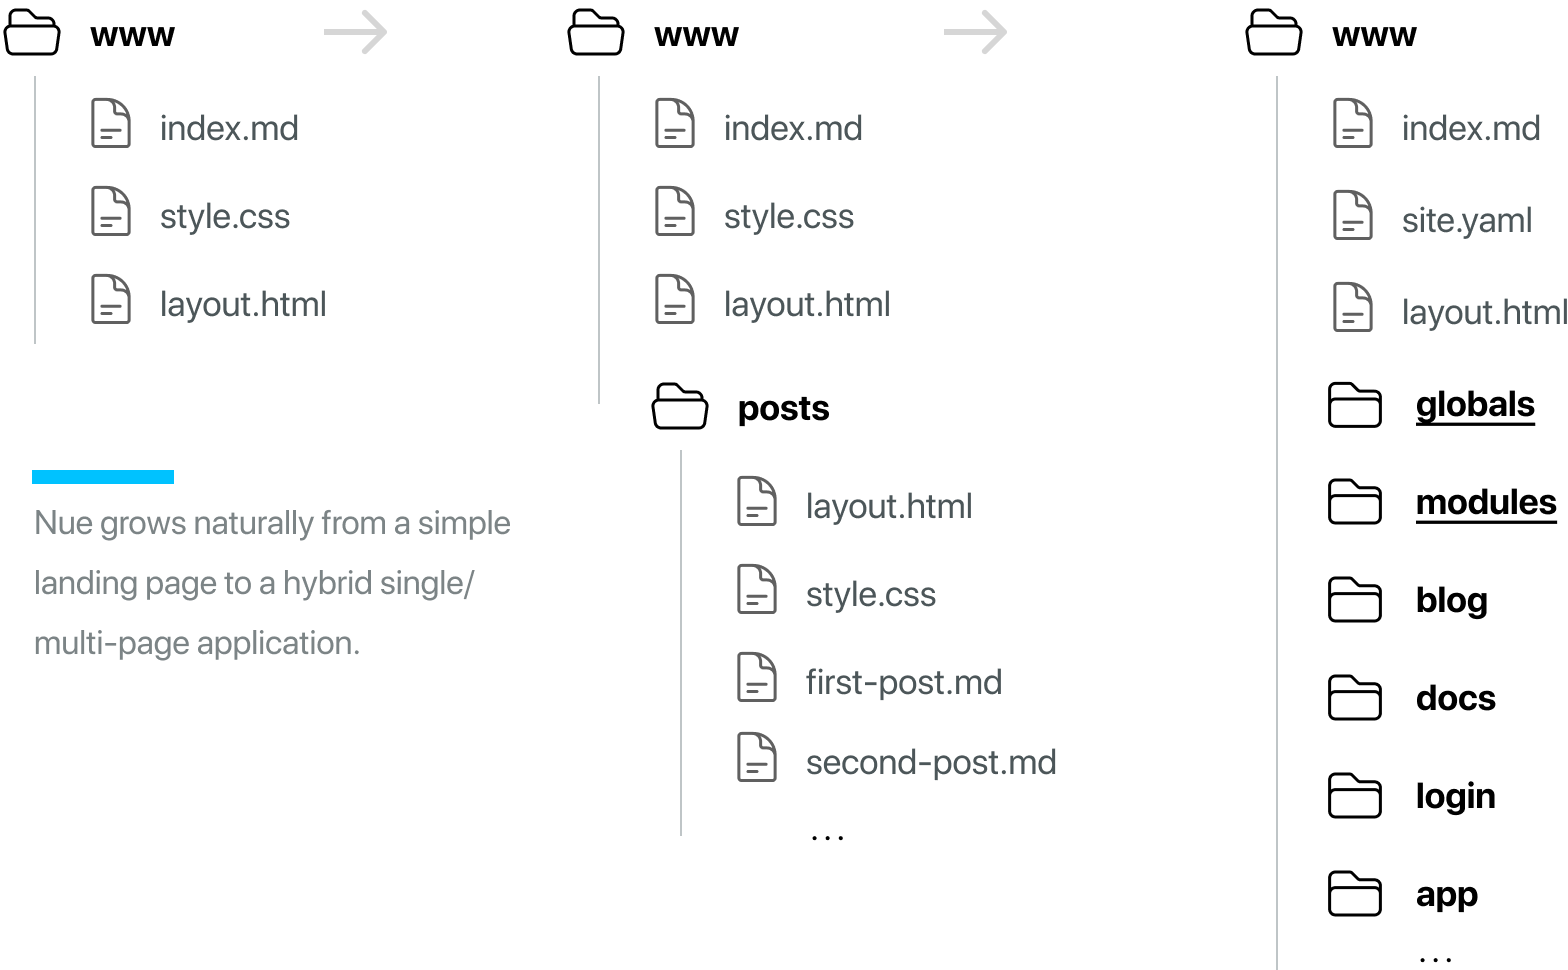 www
index.md
style.css
layout.html
Nue grows naturally from a simple
landing page to a hybrid single/
multi-page application.
www
index.md
style.css
layout.html
posts
layout.html
style.css
first-post.md
second-post.md
...
www
index.md
site.yaml
layout.html
globals
modules
blog
docs
login
app
...